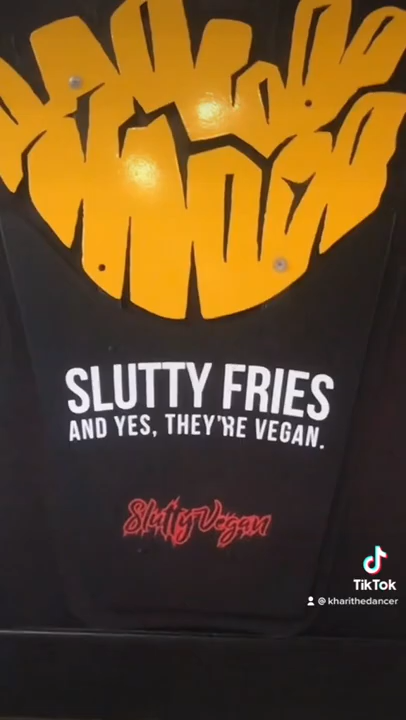 SLUTTY FRIES
AND YES, THEY'RE VEGAN.
Slutty Vegan
TikTok
@kharithedancer